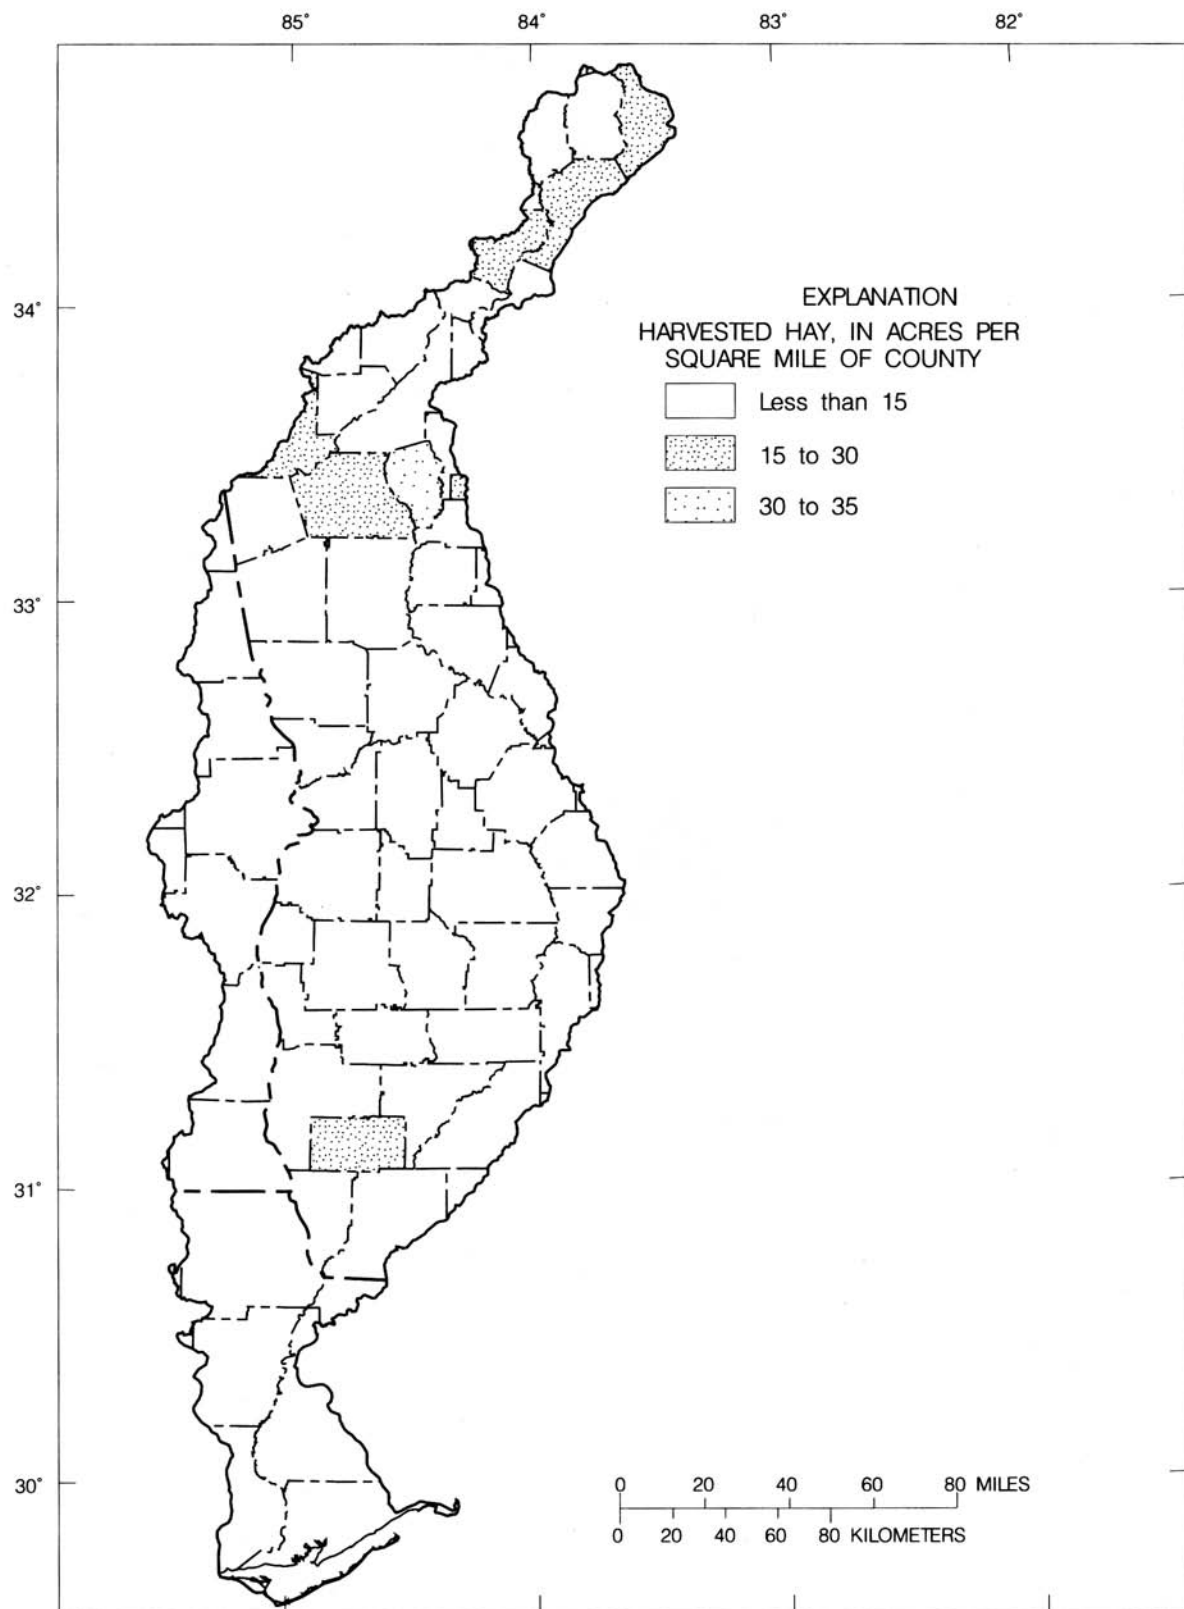 85° 84° 83° 82°
34°
33°
32°
31°
30°
EXPLANATION
HARVESTED HAY, IN ACRES PER
SQUARE MILE OF COUNTY
Less than 15
15 to 30
30 to 35
0 20 40 60 80 MILES
0 20 40 60 80 KILOMETERS